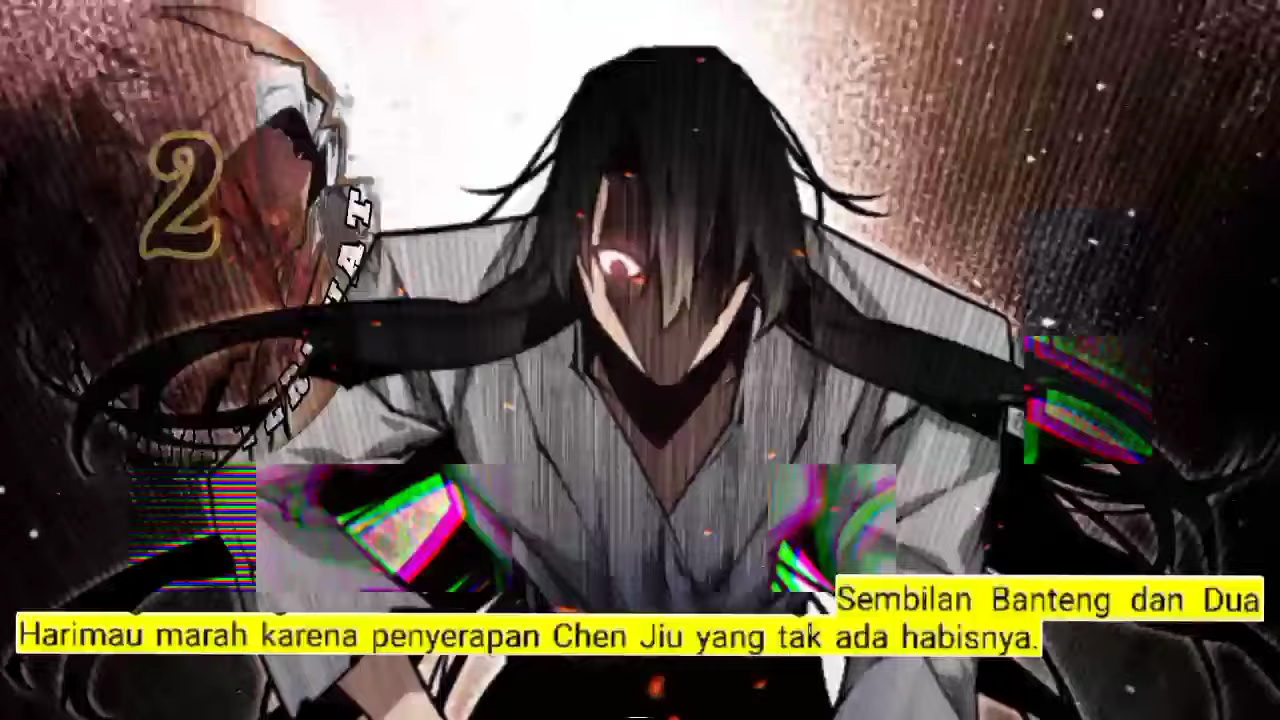 2
Sembilan Banteng dan Dua
Harimau marah karena penyerapan Chen Jiu yang tak ada habisnya.